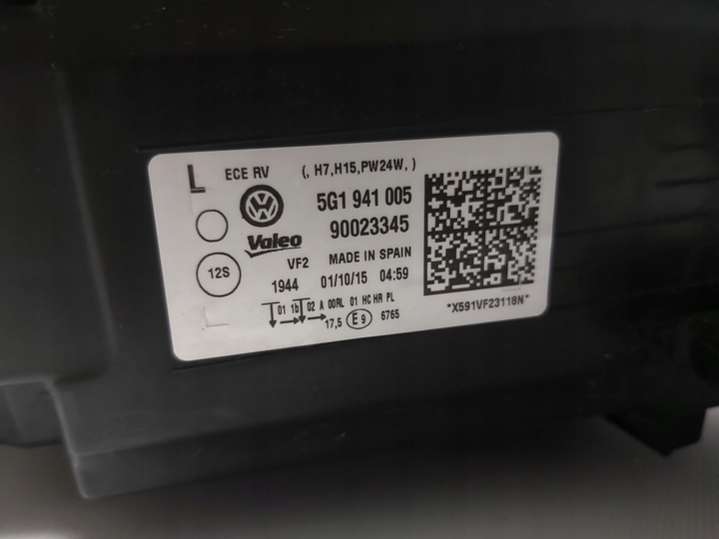 L ECE RV (, H7,H15,PW24W, )
5G1 941 005
90023345
Valeo
12S VF2 MADE IN SPAIN
1944 01/10/15 04:59
L
01 1b 02 A 00RL 01 HC HR PL
17,5 E9 6765
*X591VF23118N*